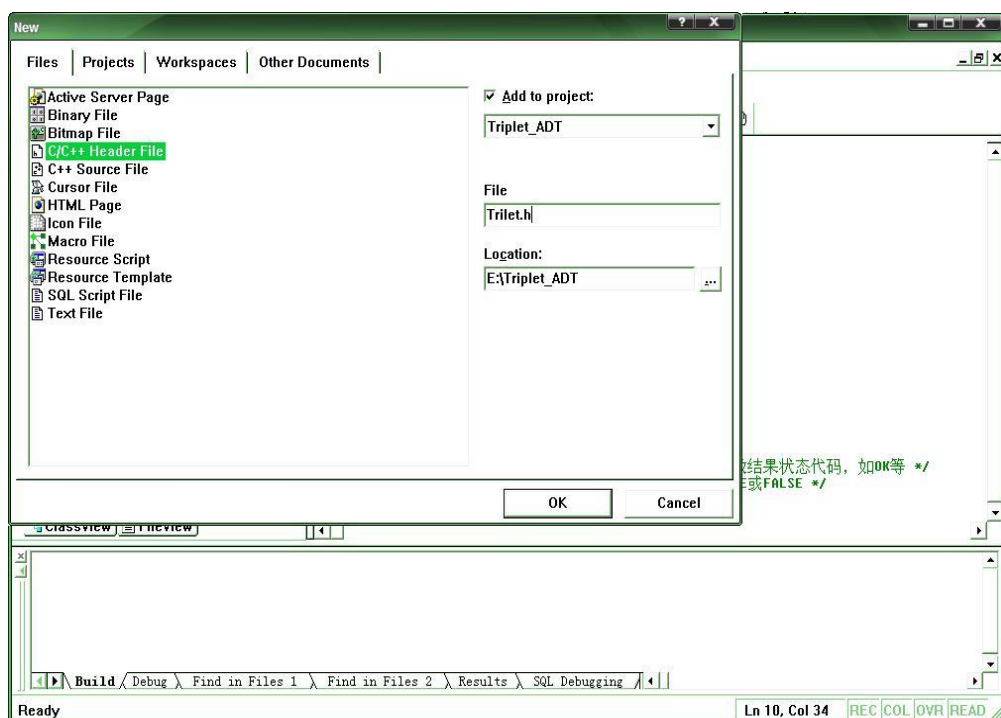 New
Files Projects Workspaces Other Documents
Active Server Page
Binary File
Bitmap File
C/C++ Header File
C++ Source File
Cursor File
HTML Page
Icon File
Macro File
Resource Script
Resource Template
SQL Script File
Text File
Add to project:
Triplet_ADT
File
Trilet.h
Location:
E:\Triplet_ADT
...
OK Cancel
结果状态代码，如OK等 */
或FALSE */
ClassView FileView
Build Debug Find in Files 1 Find in Files 2 Results SQL Debugging
Ready Ln 10, Col 34 REC COL OVR READ